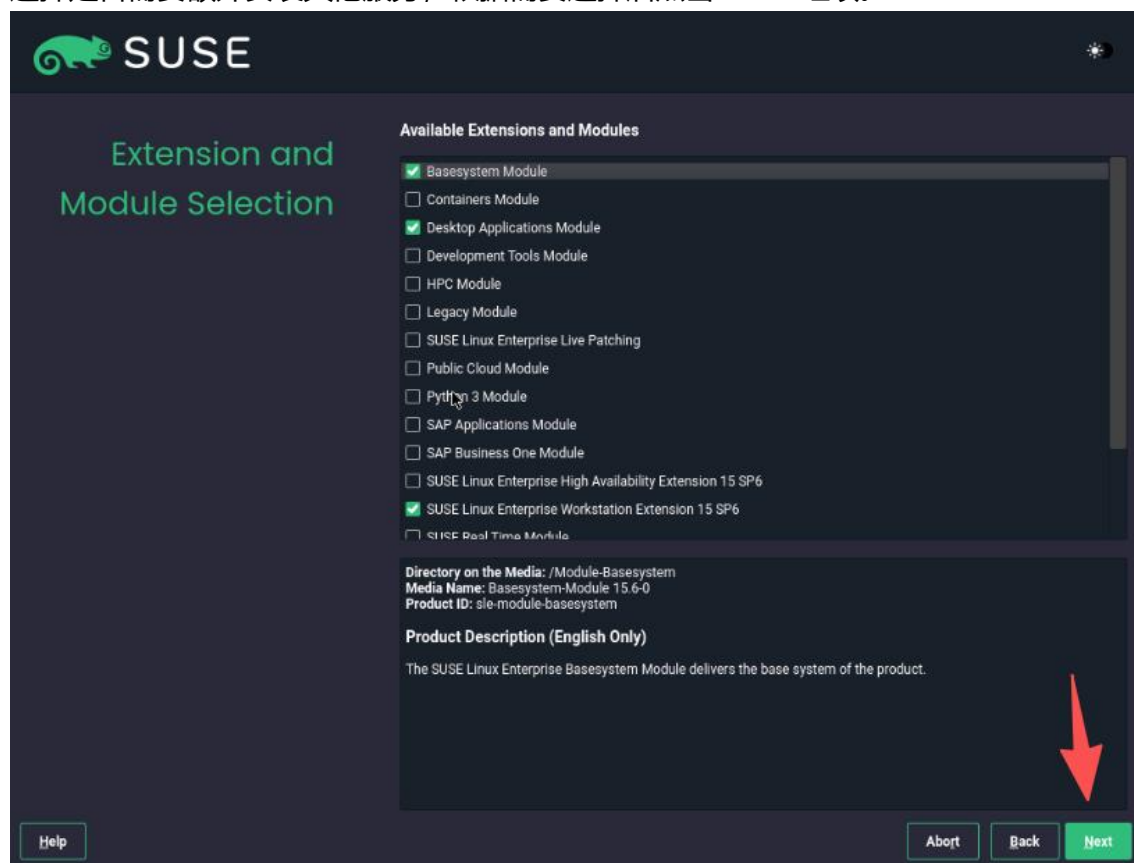 SUSE
Extension and
Module Selection
Available Extensions and Modules
Basesystem Module
Containers Module
Desktop Applications Module
Development Tools Module
HPC Module
Legacy Module
SUSE Linux Enterprise Live Patching
Public Cloud Module
Python 3 Module
SAP Applications Module
SAP Business One Module
SUSE Linux Enterprise High Availability Extension 15 SP6
SUSE Linux Enterprise Workstation Extension 15 SP6
SUSE Real Time Module
Directory on the Media: /Module-Basesystem
Media Name: Basesystem-Module 15.6-0
Product ID: sle-module-basesystem
Product Description (English Only)
The SUSE Linux Enterprise Basesystem Module delivers the base system of the product.
Help
Abort
Back
Next